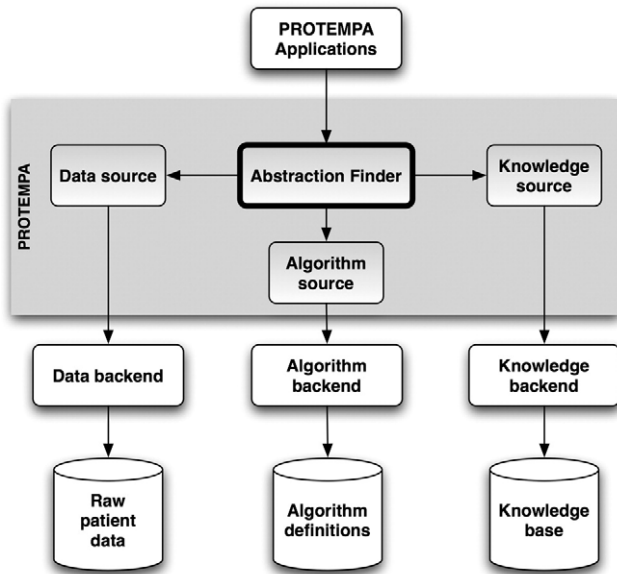 PROTEMPA
Applications
PROTEMPA
Data source
Abstraction Finder
Knowledge
source
Algorithm
source
Data backend
Algorithm
backend
Knowledge
backend
Raw
patient
data
Algorithm
definitions
Knowledge
base